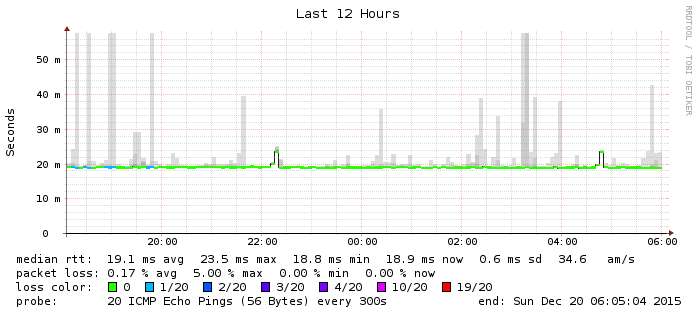 Last 12 Hours
RRDTOOL / TOBI OETIKER
Seconds
50 m
40 m
30 m
20 m
10 m
0
20:00 22:00 00:00 02:00 04:00 06:00
median rtt: 19.1 ms avg 23.5 ms max 18.8 ms min 18.9 ms now 0.6 ms sd 34.6 am/s
packet loss: 0.17 % avg 5.00 % max 0.00 % min 0.00 % now
loss color: 0 1/20 2/20 3/20 4/20 10/20 19/20
probe: 20 ICMP Echo Pings (56 Bytes) every 300s end: Sun Dec 20 06:05:04 2015